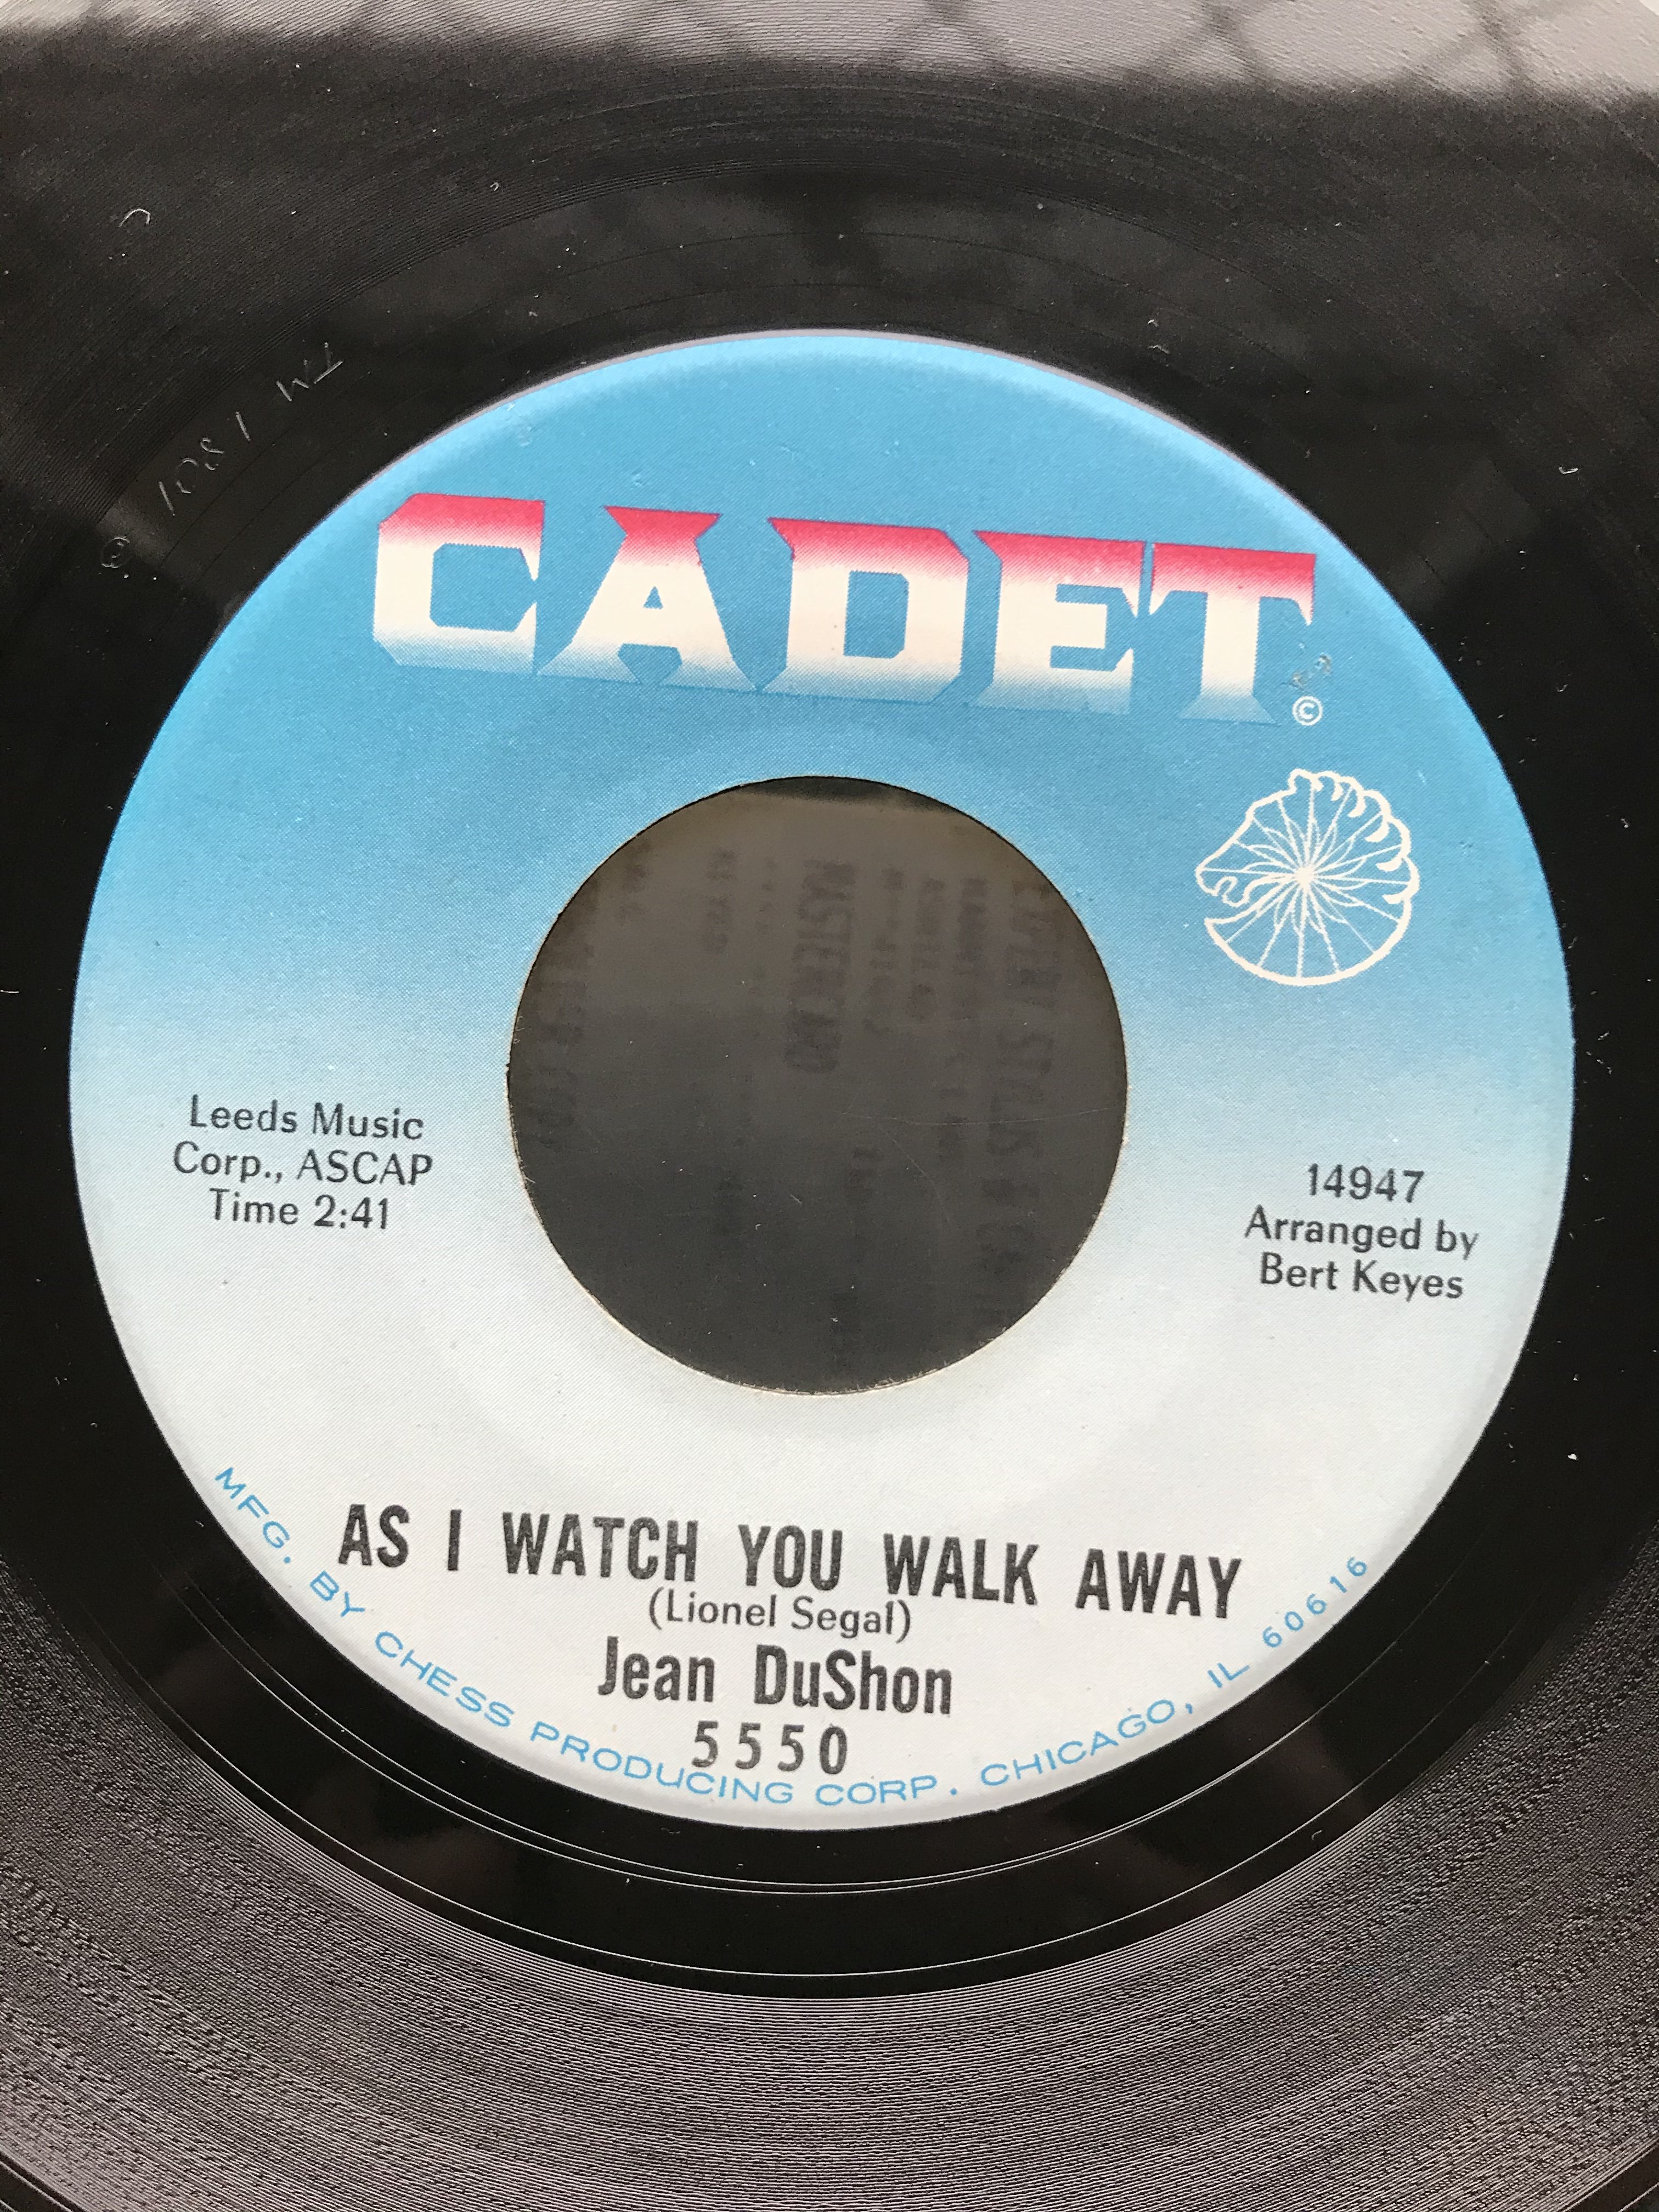 CADET
©
Leeds Music
Corp., ASCAP
Time 2:41
14947
Arranged by
Bert Keyes
AS I WATCH YOU WALK AWAY
(Lionel Segal)
Jean DuShon
5550
MFG. BY CHESS PRODUCING CORP. CHICAGO, IL 60616
MASTERCARD